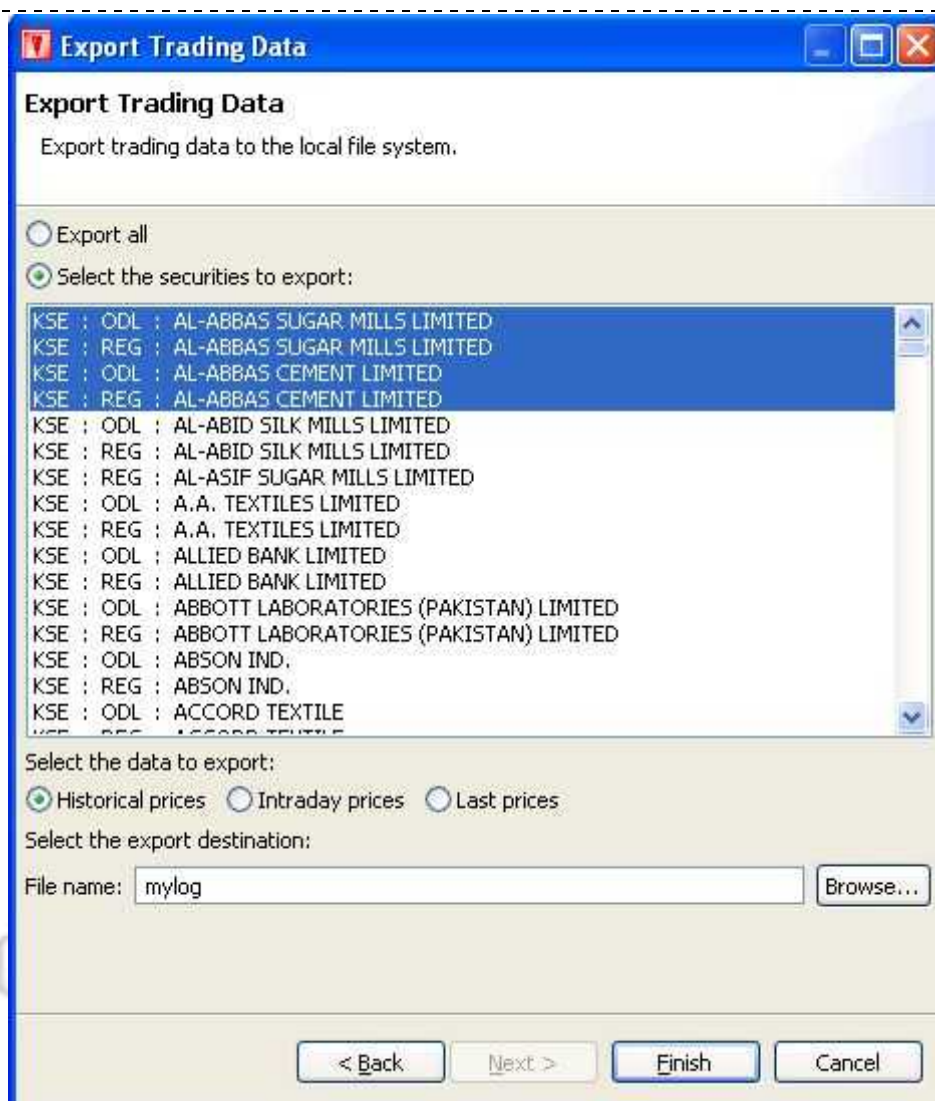 Export Trading Data
Export Trading Data
Export trading data to the local file system.
Export all
Select the securities to export:
KSE : ODL : AL-ABBAS SUGAR MILLS LIMITED
KSE : REG : AL-ABBAS SUGAR MILLS LIMITED
KSE : ODL : AL-ABBAS CEMENT LIMITED
KSE : REG : AL-ABBAS CEMENT LIMITED
KSE : ODL : AL-ABID SILK MILLS LIMITED
KSE : REG : AL-ABID SILK MILLS LIMITED
KSE : REG : AL-ASIF SUGAR MILLS LIMITED
KSE : ODL : A.A. TEXTILES LIMITED
KSE : REG : A.A. TEXTILES LIMITED
KSE : ODL : ALLIED BANK LIMITED
KSE : REG : ALLIED BANK LIMITED
KSE : ODL : ABBOTT LABORATORIES (PAKISTAN) LIMITED
KSE : REG : ABBOTT LABORATORIES (PAKISTAN) LIMITED
KSE : ODL : ABSON IND.
KSE : REG : ABSON IND.
KSE : ODL : ACCORD TEXTILE
Select the data to export:
Historical prices Intraday prices Last prices
Select the export destination:
File name: mylog Browse...
< Back Next > Finish Cancel